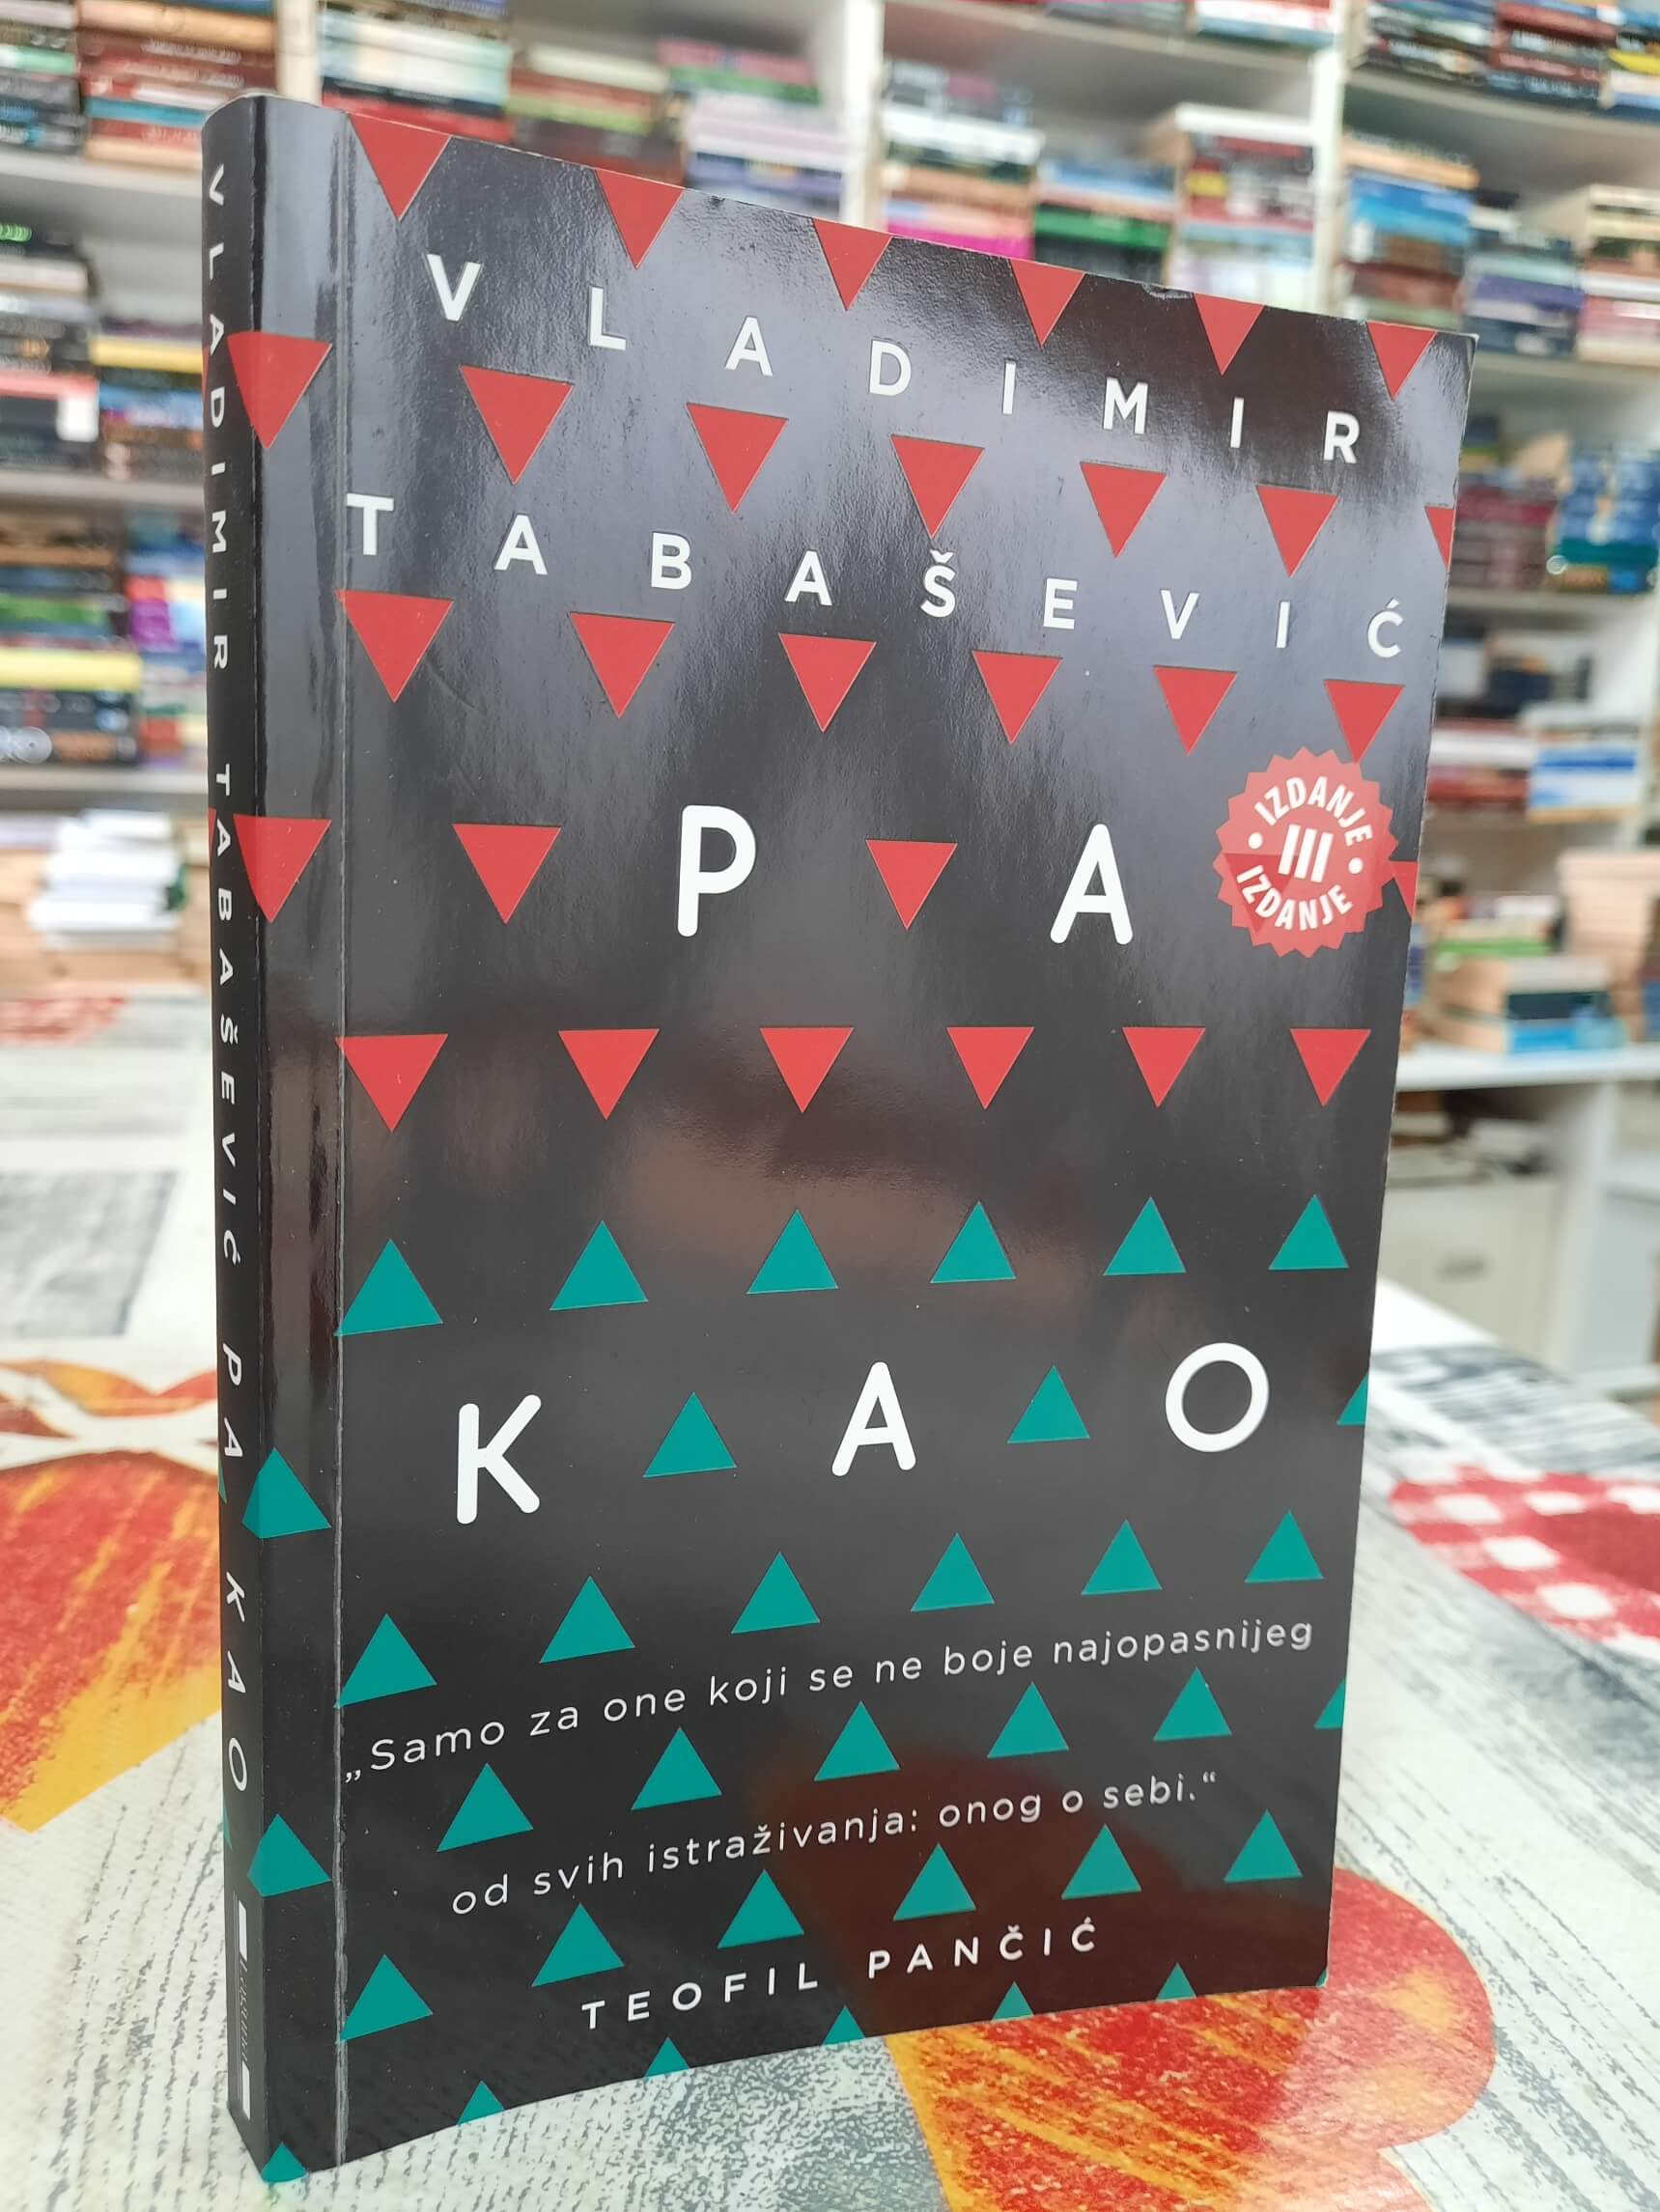 VLADIMIR TABAŠEVIĆ PA KAO
Laguna
VLADIMIR
TABAŠEVIĆ
PA
IZDANJE
III
IZDANJE
KAO
„Samo za one koji se ne boje najopasnijeg
od svih istraživanja: onog o sebi.“
TEOFIL PANČIĆ